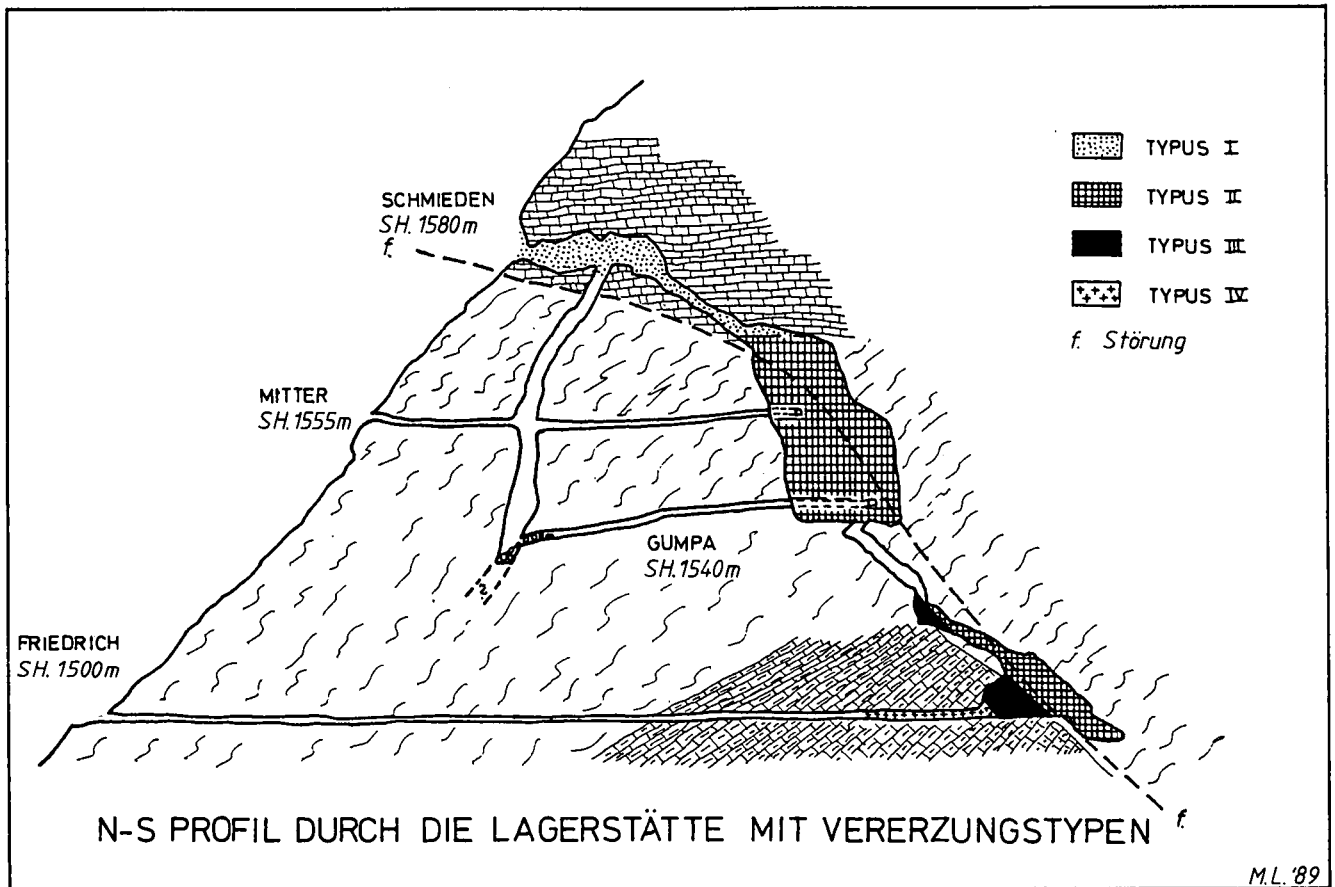 SCHMIEDEN
SH. 1580m
f.
MITTER
SH. 1555m
GUMPA
SH. 1540m
FRIEDRICH
SH. 1500m
?
TYPUS I
TYPUS II
TYPUS III
TYPUS IV
f. Störung
f.
N-S PROFIL DURCH DIE LAGERSTÄTTE MIT VERERZUNGSTYPEN
M.L. '89